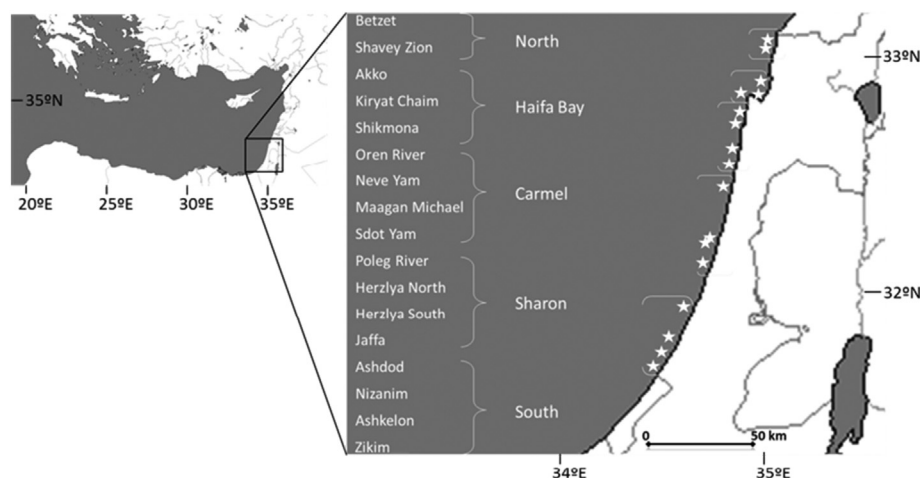 35ºN
20ºE 25ºE 30ºE 35ºE
Betzet
Shavey Zion
North
Akko
Kiryat Chaim
Shikmona
Haifa Bay
Oren River
Neve Yam
Maagan Michael
Sdot Yam
Carmel
Poleg River
Herzlya North
Herzlya South
Jaffa
Sharon
Ashdod
Nizanim
Ashkelon
Zikim
South
33ºN
32ºN
0 50 km
34ºE 35ºE